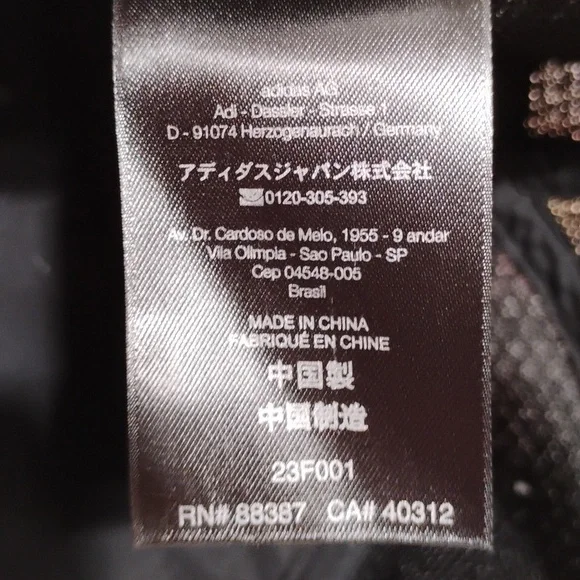 adidas AG
Adi - Dassler - Strasse 1
D - 91074 Herzogenaurach / Germany
アディダスジャパン株式会社
0120-305-393
Av. Dr. Cardoso de Melo, 1955 - 9 andar
Vila Olimpia - Sao Paulo - SP
Cep 04548-005
Brasil
MADE IN CHINA
FABRIQUÉ EN CHINE
中国製
中国制造
23F001
RN# 88387 CA# 40312